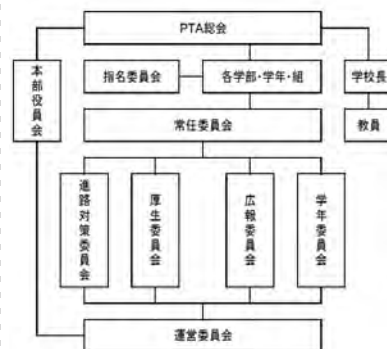 PTA総会
本部役員会
指名委員会
各学部・学年・組
学校長
常任委員会
教員
進路対策委員会
厚生委員会
広報委員会
学年委員会
運営委員会